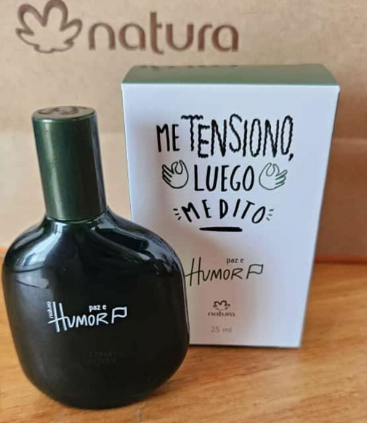 natura
ME TENSIONO,
LUEGO
MEDITO
paz e
HUMOR
natura
25 ml
natura
paz e
HUMOR